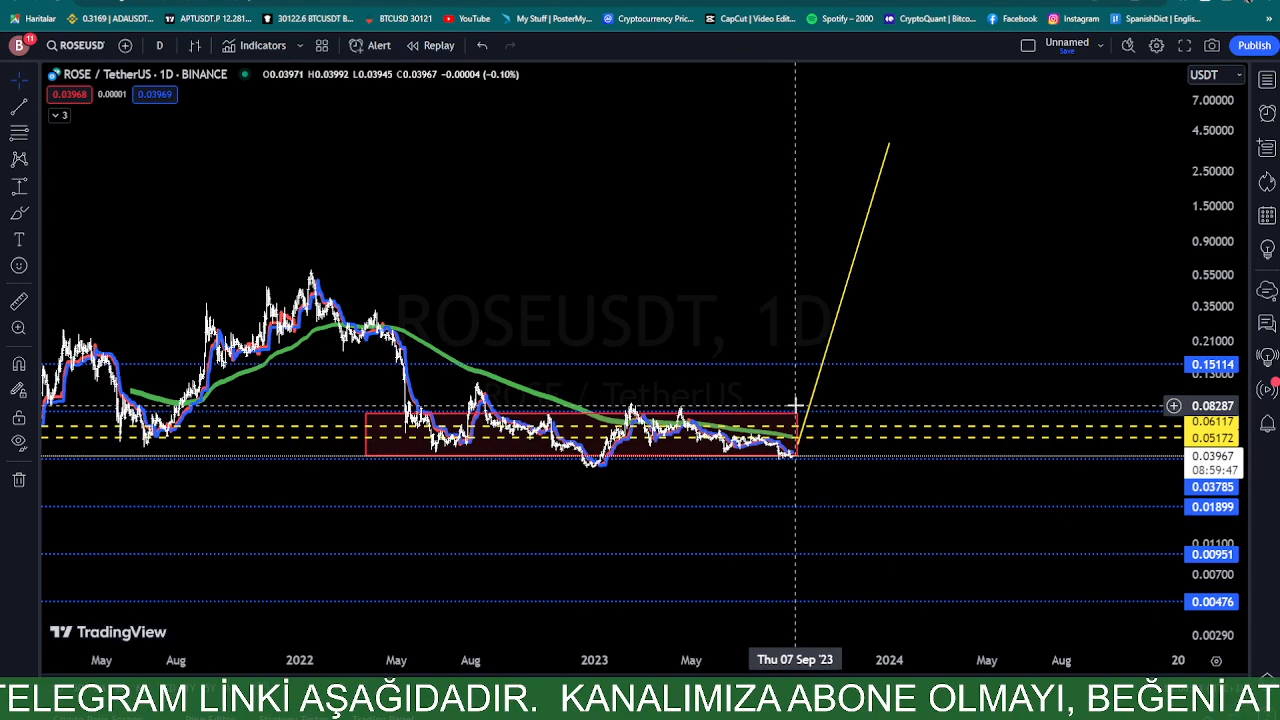 Haritalar 0.3169 | ADAUSDT... APTUSDT.P 12.281... 30122.6 BTCUSDT B... BTCUSD 30121 YouTube My Stuff | PosterMy... Cryptocurrency Pric... CapCut | Video Edit... Spotify – 2000 CryptoQuant | Bitco... Facebook Instagram SpanishDict | Englis... »
B 11 ROSEUSD D Indicators Alert Replay Unnamed Save Publish
ROSE / TetherUS · 1D · BINANCE O0.03971 H0.03992 L0.03945 C0.03967 -0.00004 (-0.10%) USDT
0.03968 0.00001 0.03969
3
7.00000
4.50000
2.50000
1.50000
0.90000
0.55000
0.35000
ROSEUSDT, 1D
0.21000
0.15114
0.13000
ROSE / TetherUS
0.08287
0.06117
0.05172
0.03967
08:59:47
0.03785
0.01899
0.01100
0.00951
0.00700
0.00476
TradingView
0.00290
May Aug 2022 May Aug 2023 May Thu 07 Sep '23 2024 May Aug 20
TELEGRAM LİNKİ AŞAĞIDADIR. KANALIMIZA ABONE OLMAYI, BEĞENİ AT